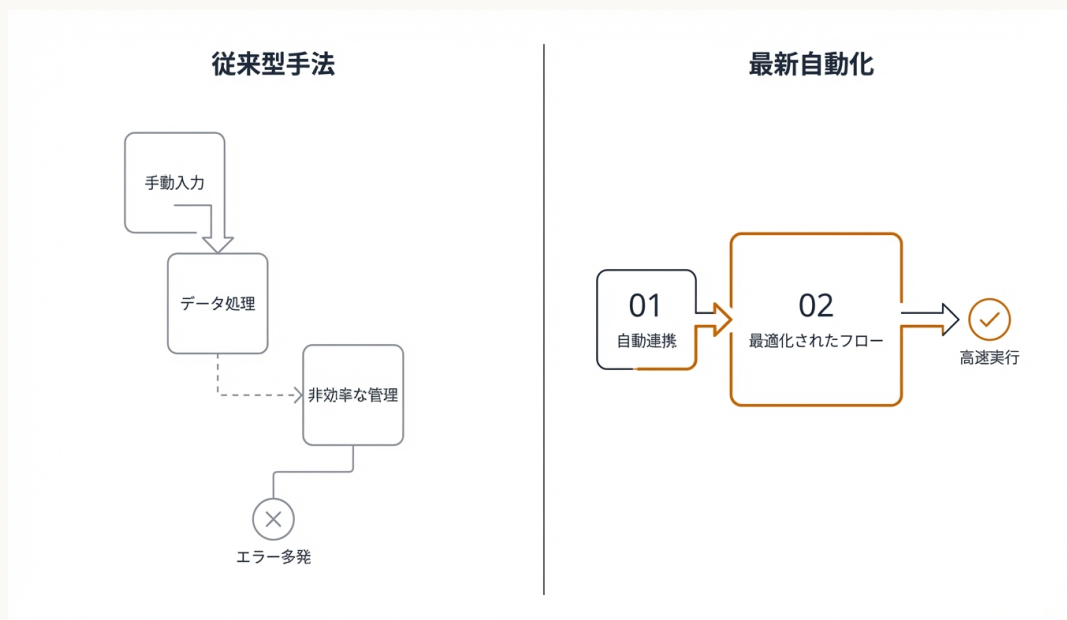 従来型手法
手動入力
データ処理
非効率な管理
エラー多発
最新自動化
01
自動連携
02
最適化されたフロー
高速実行